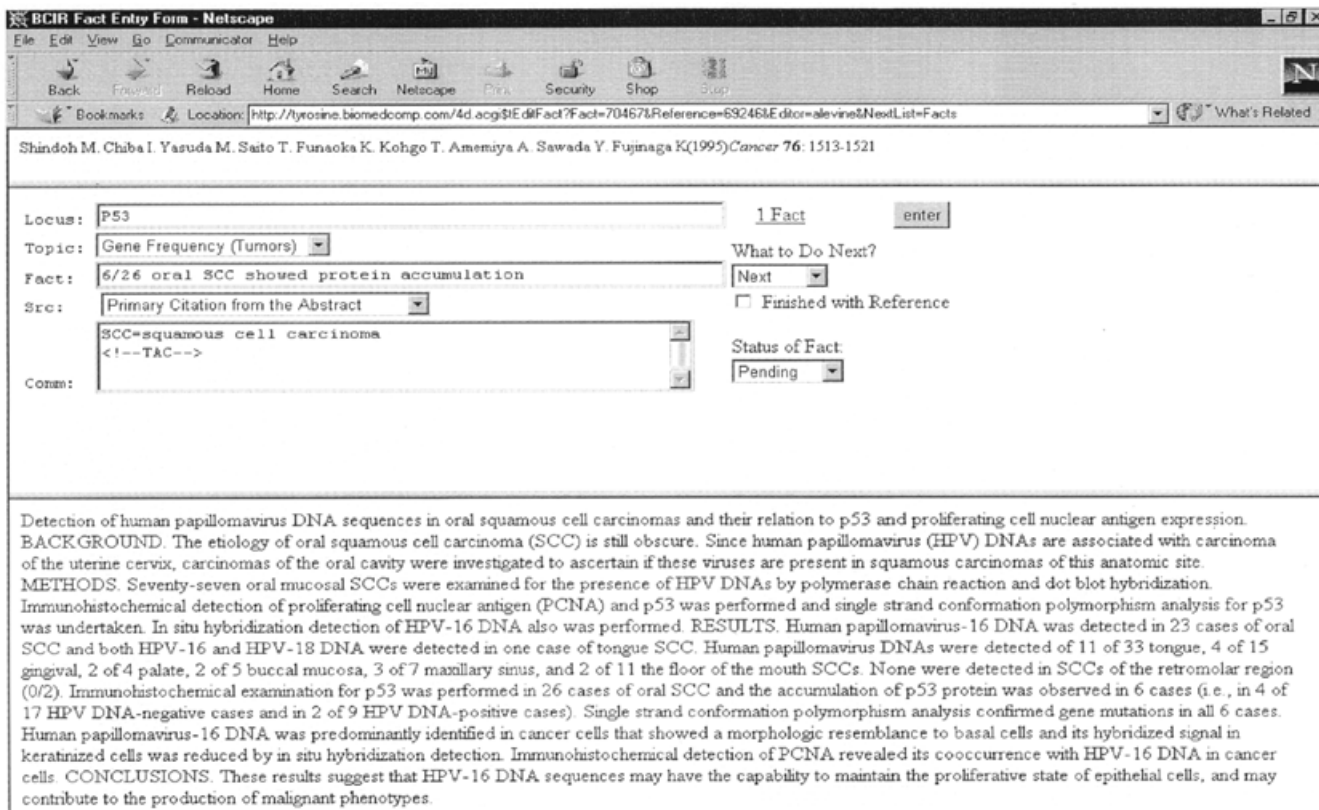 BCIR Fact Entry Form - Netscape
File Edit View Go Communicator Help
Back Forward Reload Home Search Netscape Print Security Shop Stop
N
Bookmarks Location: http://tyrosine.biomedcomp.com/4d.acgi$tEditFact?Fact=70467&Reference=69246&Editor=alevine&NextList=Facts What's Related
Shindoh M. Chiba I. Yasuda M. Saito T. Funaoka K. Kohgo T. Amemiya A. Sawada Y. Fujinaga K(1995)Cancer 76: 1513-1521
Locus: P53 1 Fact enter
Topic: Gene Frequency (Tumors) What to Do Next?
Fact: 6/26 oral SCC showed protein accumulation Next
Src: Primary Citation from the Abstract Finished with Reference
SCC=squamous cell carcinoma
<!--TAC--> Status of Fact:
Comm: Pending
Detection of human papillomavirus DNA sequences in oral squamous cell carcinomas and their relation to p53 and proliferating cell nuclear antigen expression.
BACKGROUND. The etiology of oral squamous cell carcinoma (SCC) is still obscure. Since human papillomavirus (HPV) DNAs are associated with carcinoma
of the uterine cervix, carcinomas of the oral cavity were investigated to ascertain if these viruses are present in squamous carcinomas of this anatomic site.
METHODS. Seventy-seven oral mucosal SCCs were examined for the presence of HPV DNAs by polymerase chain reaction and dot blot hybridization.
Immunohistochemical detection of proliferating cell nuclear antigen (PCNA) and p53 was performed and single strand conformation polymorphism analysis for p53
was undertaken. In situ hybridization detection of HPV-16 DNA also was performed. RESULTS. Human papillomavirus-16 DNA was detected in 23 cases of oral
SCC and both HPV-16 and HPV-18 DNA were detected in one case of tongue SCC. Human papillomavirus DNAs were detected of 11 of 33 tongue, 4 of 15
gingival, 2 of 4 palate, 2 of 5 buccal mucosa, 3 of 7 maxillary sinus, and 2 of 11 the floor of the mouth SCCs. None were detected in SCCs of the retromolar region
(0/2). Immunohistochemical examination for p53 was performed in 26 cases of oral SCC and the accumulation of p53 protein was observed in 6 cases (i.e., in 4 of
17 HPV DNA-negative cases and in 2 of 9 HPV DNA-positive cases). Single strand conformation polymorphism analysis confirmed gene mutations in all 6 cases.
Human papillomavirus-16 DNA was predominantly identified in cancer cells that showed a morphologic resemblance to basal cells and its hybridized signal in
keratinized cells was reduced by in situ hybridization detection. Immunohistochemical detection of PCNA revealed its cooccurrence with HPV-16 DNA in cancer
cells. CONCLUSIONS. These results suggest that HPV-16 DNA sequences may have the capability to maintain the proliferative state of epithelial cells, and may
contribute to the production of malignant phenotypes.